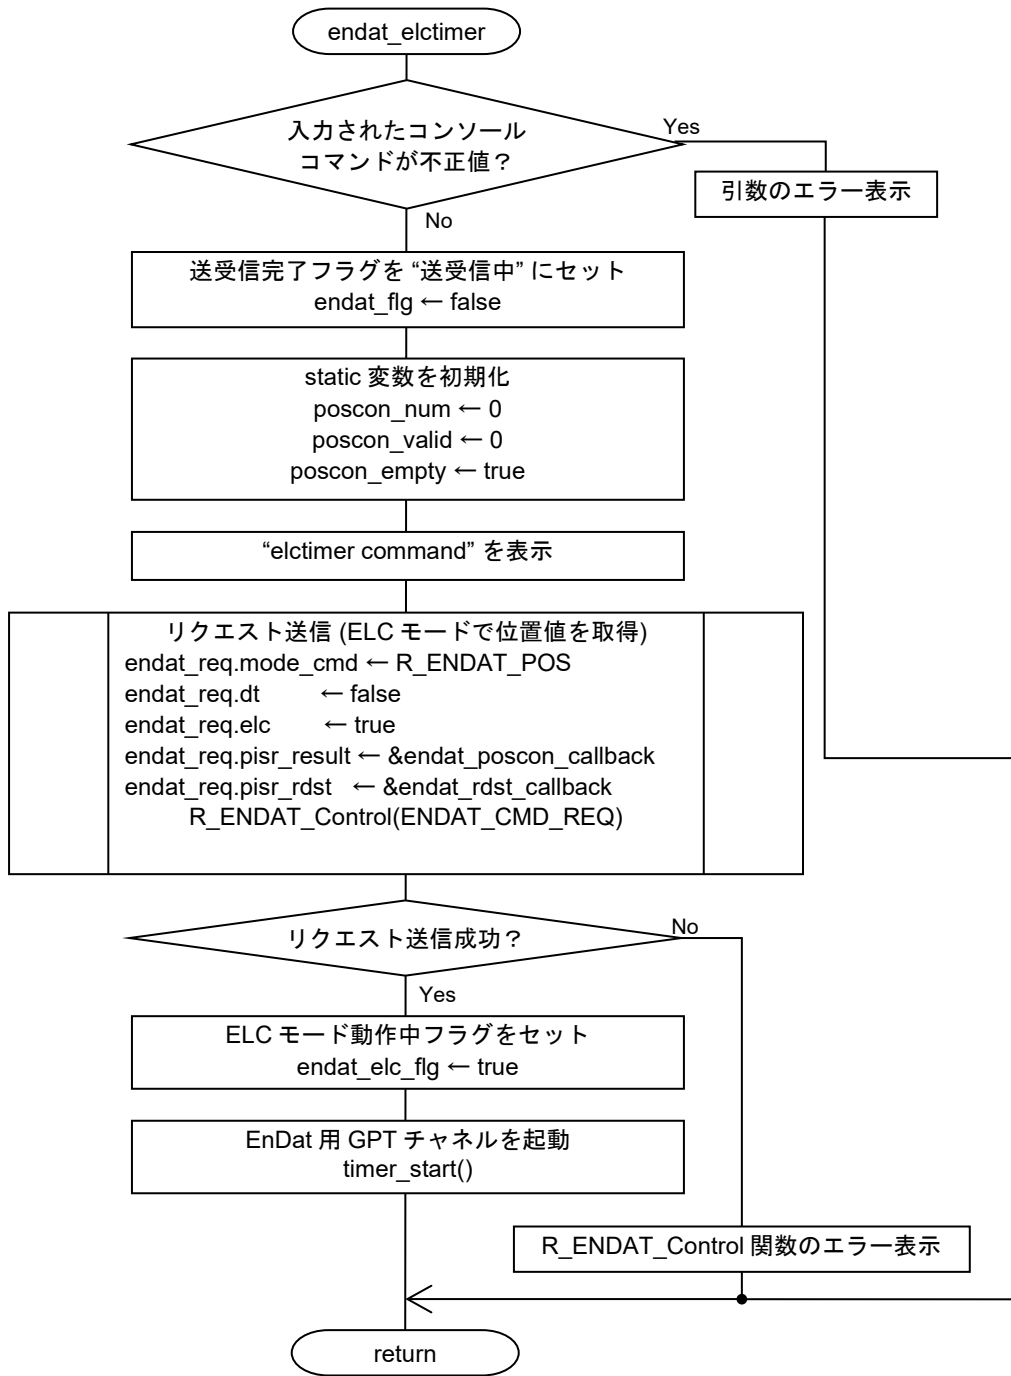 endat_elctimer
入力されたコンソール
コマンドが不正値？
Yes
引数のエラー表示
No
送受信完了フラグを “送受信中” にセット
endat_flg ← false
static 変数を初期化
poscon_num ← 0
poscon_valid ← 0
poscon_empty ← true
“elctimer command” を表示
リクエスト送信 (ELC モードで位置値を取得)
endat_req.mode_cmd ← R_ENDAT_POS
endat_req.dt ← false
endat_req.elc ← true
endat_req.pisr_result ← &endat_poscon_callback
endat_req.pisr_rdst ← &endat_rdst_callback
R_ENDAT_Control(ENDAT_CMD_REQ)
リクエスト送信成功？
No
Yes
ELC モード動作中フラグをセット
endat_elc_flg ← true
EnDat 用 GPT チャネルを起動
timer_start()
R_ENDAT_Control 関数のエラー表示
return